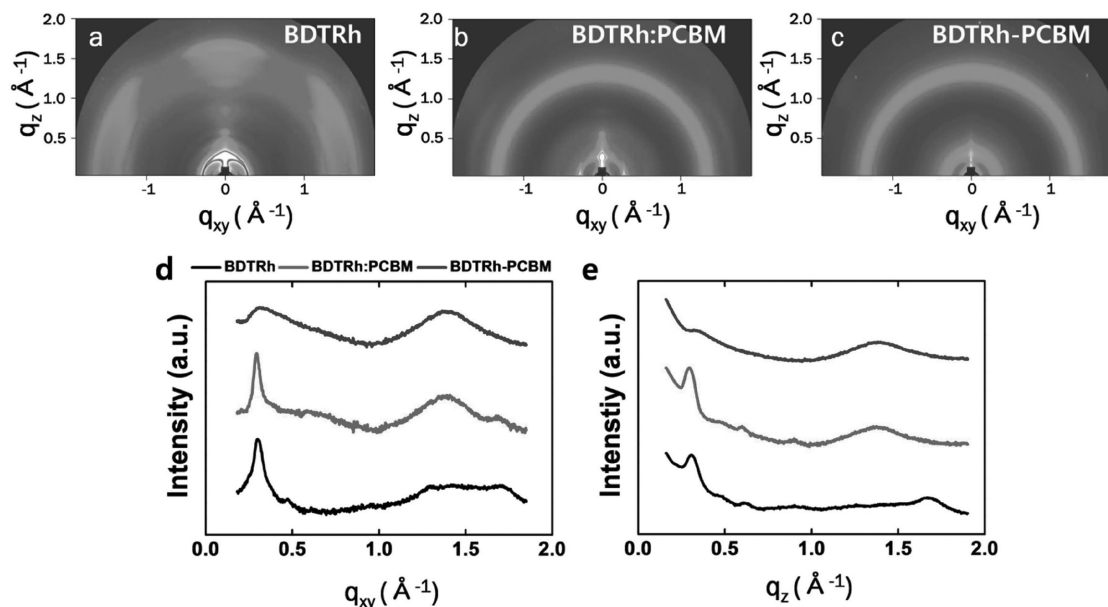 a BDTRh
2.0
1.5
1.0
0.5
qz ( Å-1)
-1 0 1
qxy ( Å-1)
b BDTRh:PCBM
2.0
1.5
1.0
0.5
qz ( Å-1)
-1 0 1
qxy ( Å-1)
c BDTRh-PCBM
2.0
1.5
1.0
0.5
qz ( Å-1)
-1 0 1
qxy ( Å-1)
d BDTRh BDTRh:PCBM BDTRh-PCBM
Intensity (a.u.)
0.0 0.5 1.0 1.5 2.0
qxy ( Å-1)
e
Intenstiy (a.u.)
0.0 0.5 1.0 1.5 2.0
qz ( Å-1)